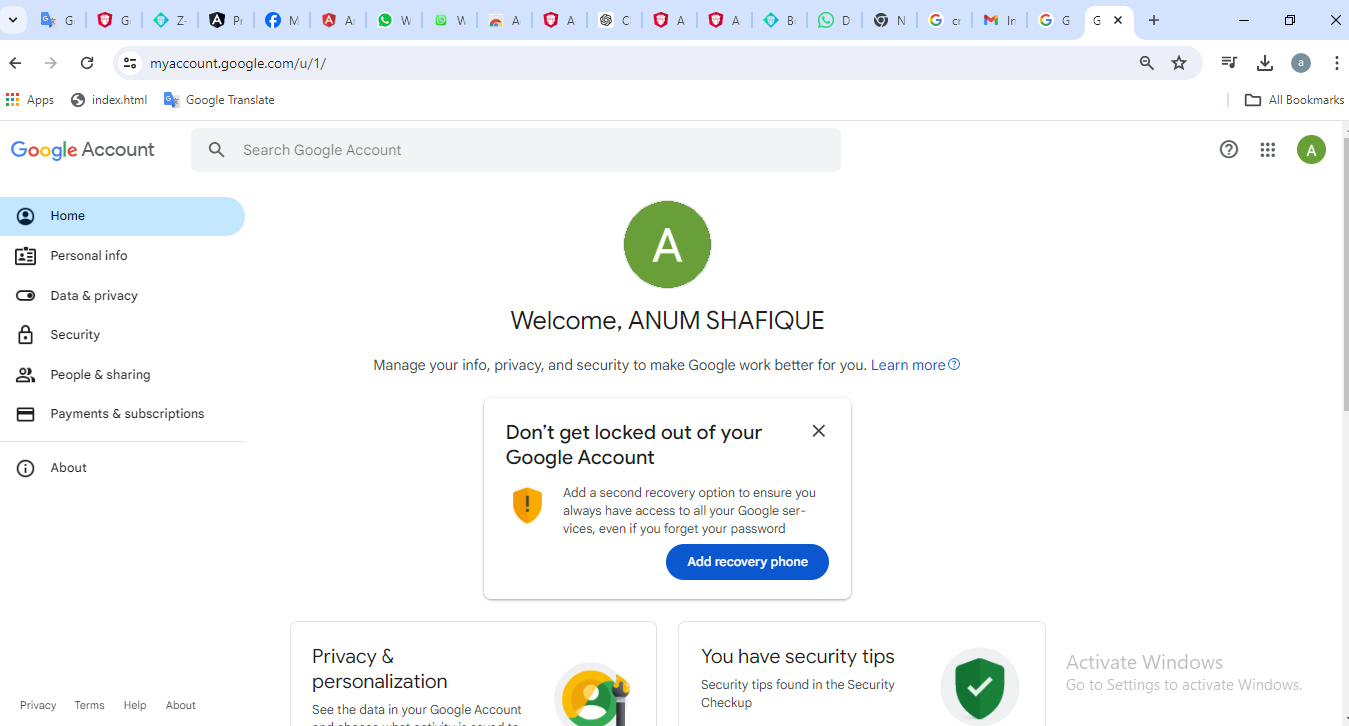 G
G
Z-
P
M
A
W
W
A
A
C
A
A
B
D
N
cr
In
G
G
myaccount.google.com/u/1/
a
Apps
index.html
Google Translate
All Bookmarks
Google Account
Search Google Account
A
Home
Personal info
Data & privacy
Security
People & sharing
Payments & subscriptions
About
A
Welcome, ANUM SHAFIQUE
Manage your info, privacy, and security to make Google work better for you. Learn more
Don't get locked out of your
Google Account
Add a second recovery option to ensure you
always have access to all your Google ser-
vices, even if you forget your password
Add recovery phone
Privacy &
personalization
See the data in your Google Account
and choose what activity is saved to
You have security tips
Security tips found in the Security
Checkup
Activate Windows
Go to Settings to activate Windows.
Privacy
Terms
Help
About